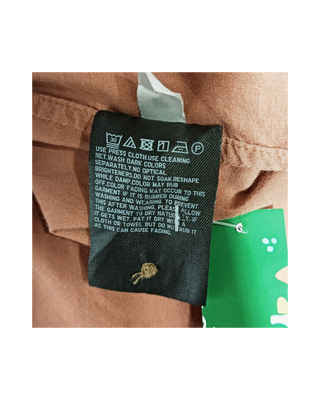 30 P
USE PRESS CLOTH.USE CLEANING
NET.WASH DARK COLORS
SEPARATELY.NO OPTICAL
BRIGHTENERS.DO NOT SOAK.RESHAPE
WHILE DAMP.COLOR MAY RUB
OFF.COLOR FADING MAY OCCUR TO THIS
GARMENT IF IT IS RUBBED DURING
WASHING AND WEARING. TO PREVENT
THIS AFTER WASHING, PLEASE ALLOW
THE GARMENT TO DRY NATURALLY. IF
IT GETS WET, PAT IT DRY WITH
CLOTH OR TOWEL, BUT DO NOT RUB IT
AS THIS CAN CAUSE FADING.